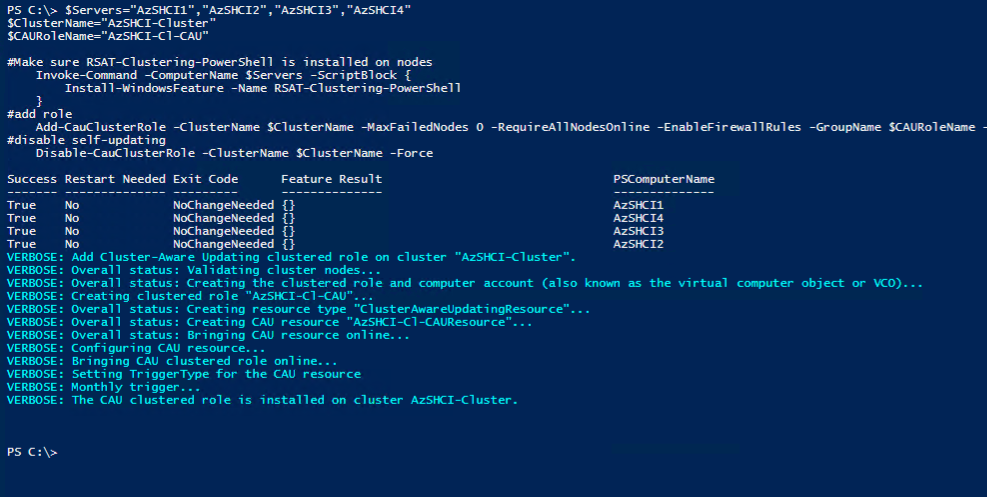 PS C:\> $Servers="AzSHCI1","AzSHCI2","AzSHCI3","AzSHCI4"
$ClusterName="AzSHCI-Cluster"
$CAURoleName="AzSHCI-Cl-CAU"
#Make sure RSAT-Clustering-PowerShell is installed on nodes
    Invoke-Command -ComputerName $Servers -ScriptBlock {
        Install-WindowsFeature -Name RSAT-Clustering-PowerShell
    }
#add role
    Add-CauClusterRole -ClusterName $ClusterName -MaxFailedNodes 0 -RequireAllNodesOnline -EnableFirewallRules -GroupName $CAURoleName -
#disable self-updating
    Disable-CauClusterRole -ClusterName $ClusterName -Force
Success Restart Needed Exit Code      Feature Result                                PSComputerName
------- -------------- ---------      --------------                                --------------
True    No             NoChangeNeeded {}                                            AzSHCI1
True    No             NoChangeNeeded {}                                            AzSHCI4
True    No             NoChangeNeeded {}                                            AzSHCI3
True    No             NoChangeNeeded {}                                            AzSHCI2
VERBOSE: Add Cluster-Aware Updating clustered role on cluster "AzSHCI-Cluster".
VERBOSE: Overall status: Validating cluster nodes...
VERBOSE: Overall status: Creating the clustered role and computer account (also known as the virtual computer object or VCO)...
VERBOSE: Creating clustered role "AzSHCI-Cl-CAU"...
VERBOSE: Overall status: Creating resource type "ClusterAwareUpdatingResource"...
VERBOSE: Overall status: Creating CAU resource "AzSHCI-Cl-CAUResource"...
VERBOSE: Overall status: Bringing CAU resource online...
VERBOSE: Configuring CAU resource...
VERBOSE: Bringing CAU clustered role online...
VERBOSE: Setting TriggerType for the CAU resource
VERBOSE: Monthly trigger...
VERBOSE: The CAU clustered role is installed on cluster AzSHCI-Cluster.
PS C:\>